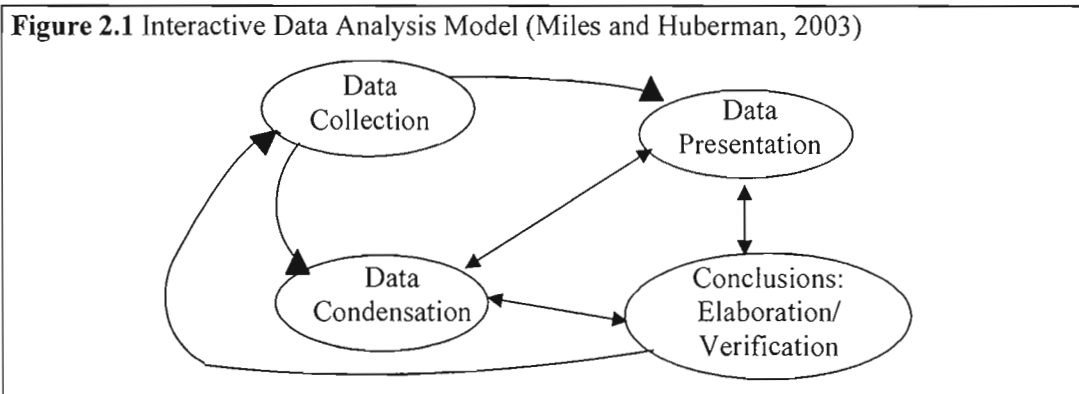 Figure 2.1 Interactive Data Analysis Model (Miles and Huberman, 2003)
Data
Collection
Data
Presentation
Data
Condensation
Conclusions:
Elaboration/
Verification